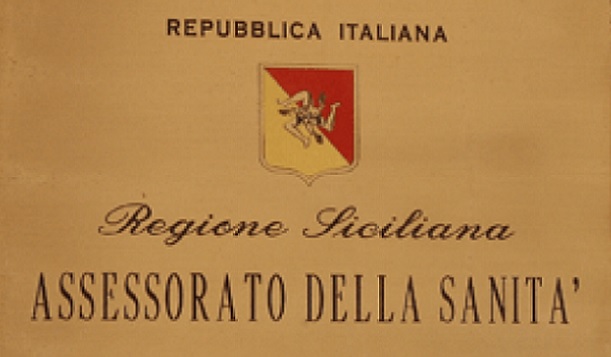 REPUBBLICA ITALIANA
Regione Siciliana
ASSESSORATO DELLA SANITA'